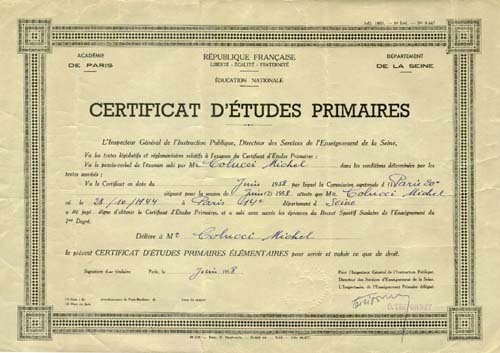 ACADÉMIE
DE PARIS
RÉPUBLIQUE FRANÇAISE
LIBERTÉ - ÉGALITÉ - FRATERNITÉ
ÉDUCATION NATIONALE
DÉPARTEMENT
DE LA SEINE
CERTIFICAT D'ÉTUDES PRIMAIRES
L'Inspecteur Général de l'Instruction Publique, Directeur des Services de l'Enseignement de la Seine,
Vu les textes législatifs et réglementaires relatifs à l'examen du Certificat d'Études Primaires ;
Vu le procès-verbal de l'examen subi par Mr Colucci Michel dans les conditions déterminées par les
textes susvisés ;
Vu le Certificat en date du Juin 1958 par lequel la Commission siégeant à Paris 20e
siégeant pour la session de 1958 atteste que Mr Colucci Michel
né le 28/10/1944 à Paris 14e département d Seine
a été jugé digne d'obtenir le Certificat d'Études Primaires, et a subi avec succès les épreuves du Brevet Sportif Scolaire de l'Enseignement du
1er Degré.
Délivre à Mr Colucci Michel
le présent CERTIFICAT D'ÉTUDES PRIMAIRES ÉLÉMENTAIRES pour servir et valoir ce que de droit.
Signature d'un titulaire Paris, le Juin 1958
Pour l'Inspecteur Général de l'Instruction Publique,
Directeur des Services d'Enseignement de la Seine,
L'Inspecteur de l'Enseignement Primaire délégué,